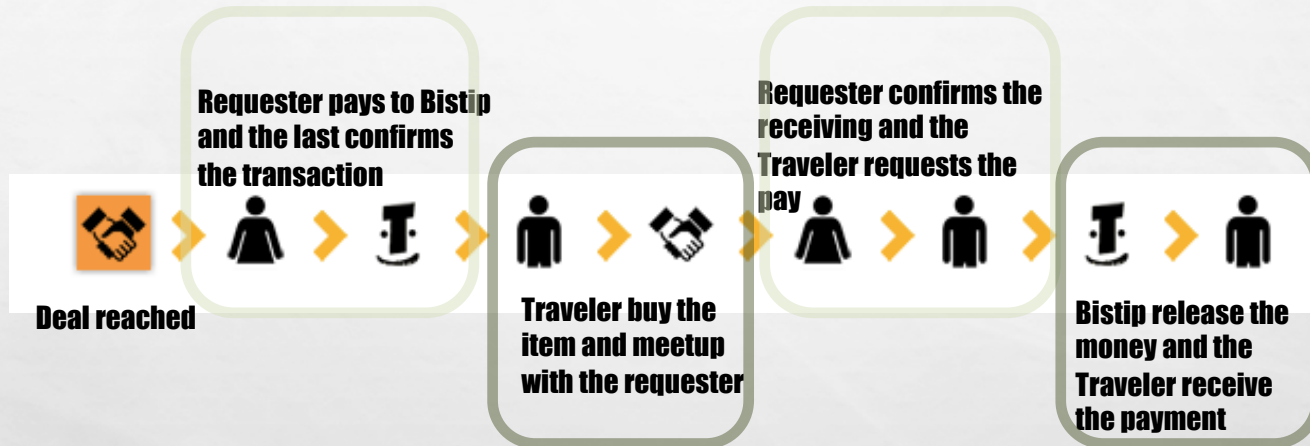 Deal reached
Requester pays to Bistip
and the last confirms
the transaction
Traveler buy the
item and meetup
with the requester
Requester confirms the
receiving and the
Traveler requests the
pay
Bistip release the
money and the
Traveler receive
the payment